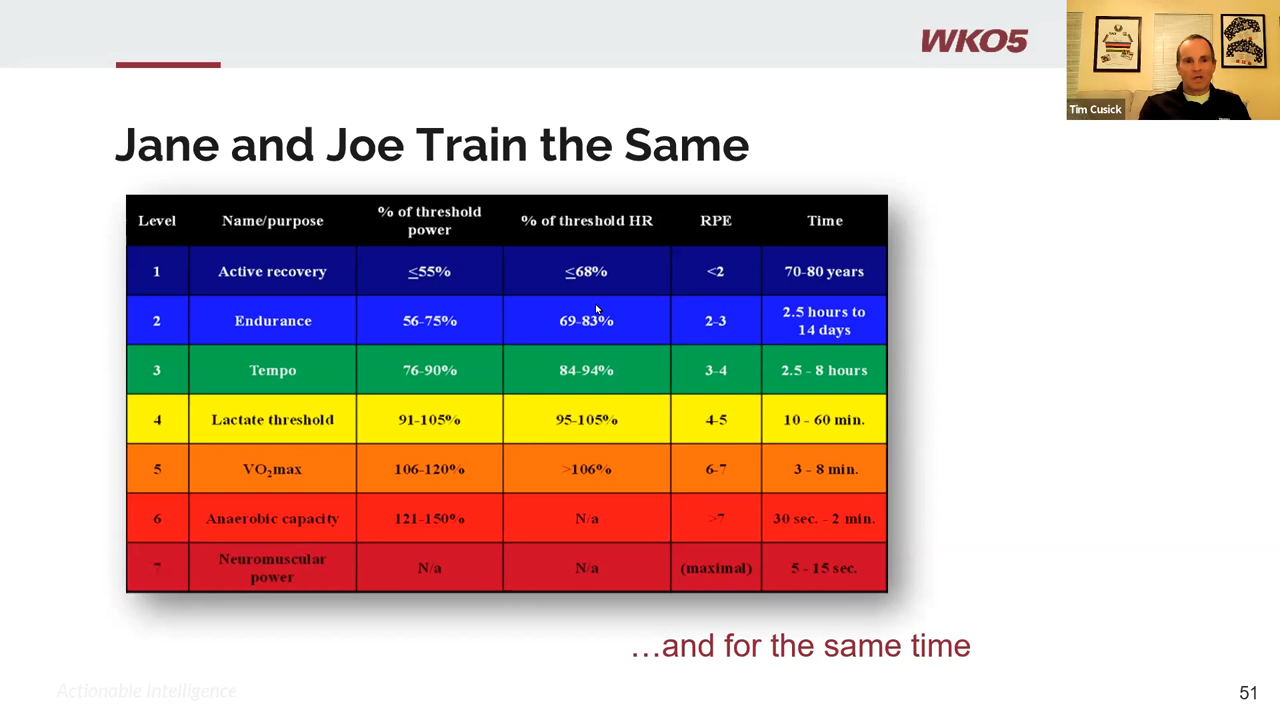 WKO5
Tim Cusick
Jane and Joe Train the Same
Level Name/purpose % of threshold power % of threshold HR RPE Time
1 Active recovery ≤55% ≤68% <2 70-80 years
2 Endurance 56-75% 69-83% 2-3 2.5 hours to 14 days
3 Tempo 76-90% 84-94% 3-4 2.5 - 8 hours
4 Lactate threshold 91-105% 95-105% 4-5 10 - 60 min.
5 VO₂max 106-120% >106% 6-7 3 - 8 min.
6 Anaerobic capacity 121-150% N/a >7 30 sec. - 2 min.
7 Neuromuscular power N/a N/a (maximal) 5 - 15 sec.
…and for the same time
Actionable Intelligence
51